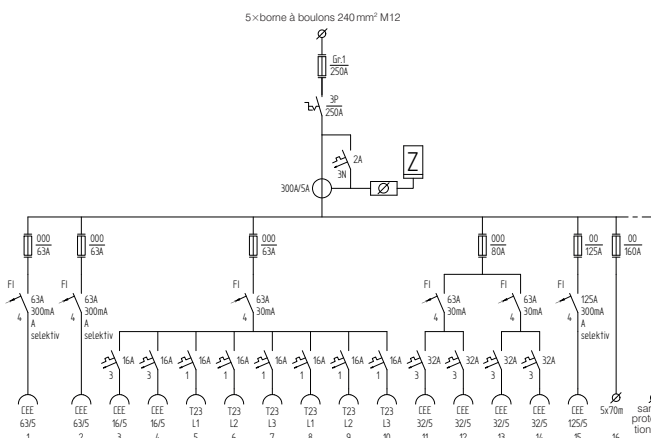 5×borne à boulons 240 mm² M12
Gr.1
250A
3P
250A
2A
3N
Z
300A/5A
000 000 000 000 00 00
63A 63A 63A 80A 125A 160A
FI FI FI FI FI FI
63A 63A 63A 63A 63A 125A
300mA 300mA 30mA 30mA 30mA 300mA
4 4 4 4 4 4
A A A
selektiv selektiv selektiv
16A 16A 16A 16A 16A 16A 16A 16A 32A 32A 32A 32A
3 3 1 1 1 1 1 1 3 3 3 3
CEE CEE CEE CEE T23 T23 T23 T23 T23 T23 CEE CEE CEE CEE CEE 5x70m
63/5 63/5 16/5 16/5 L1 L2 L3 L1 L2 L3 32/5 32/5 32/5 32/5 125/5
1 2 3 4 5 6 7 8 9 10 11 12 13 14 15 16